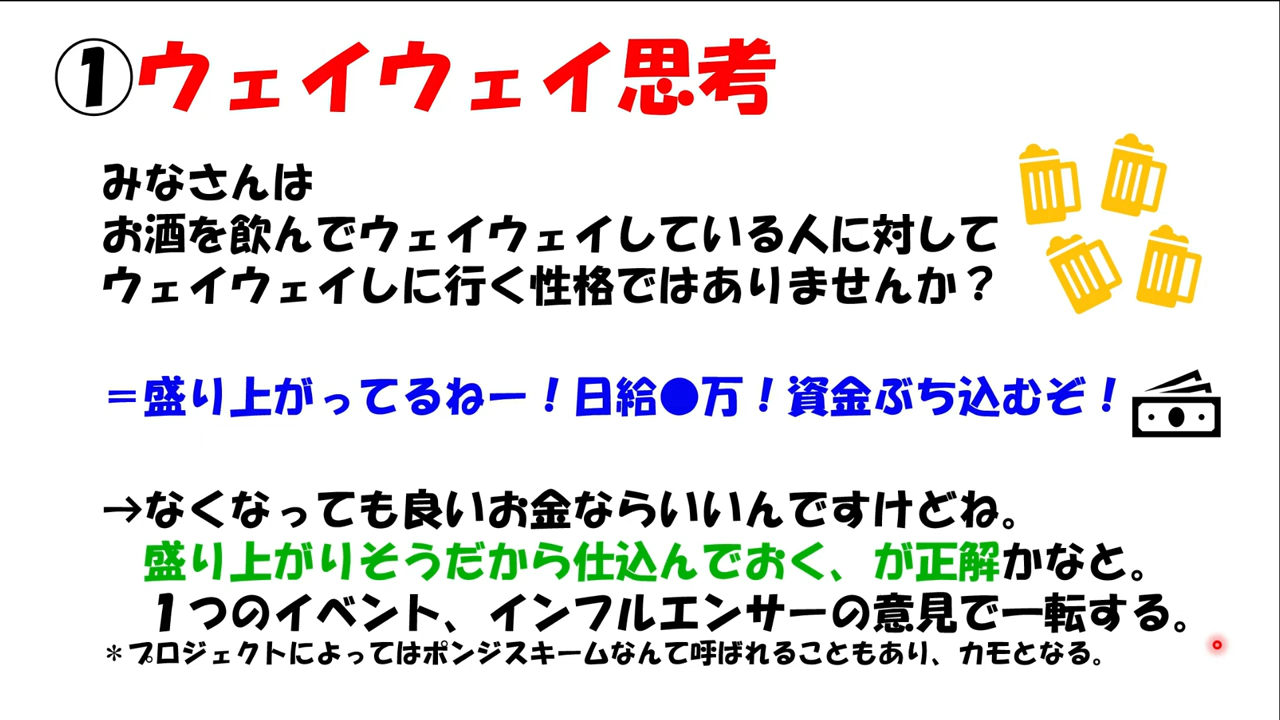 ①ウェイウェイ思考
みなさんは
お酒を飲んでウェイウェイしている人に対して
ウェイウェイしに行く性格ではありませんか？
＝盛り上がってるねー！日給●万！資金ぶち込むぞ！
→なくなっても良いお金ならいいんですけどね。
盛り上がりそうだから仕込んでおく、が正解かなと。
１つのイベント、インフルエンサーの意見で一転する。
＊プロジェクトによってはポンジスキームなんて呼ばれることもあり、カモとなる。